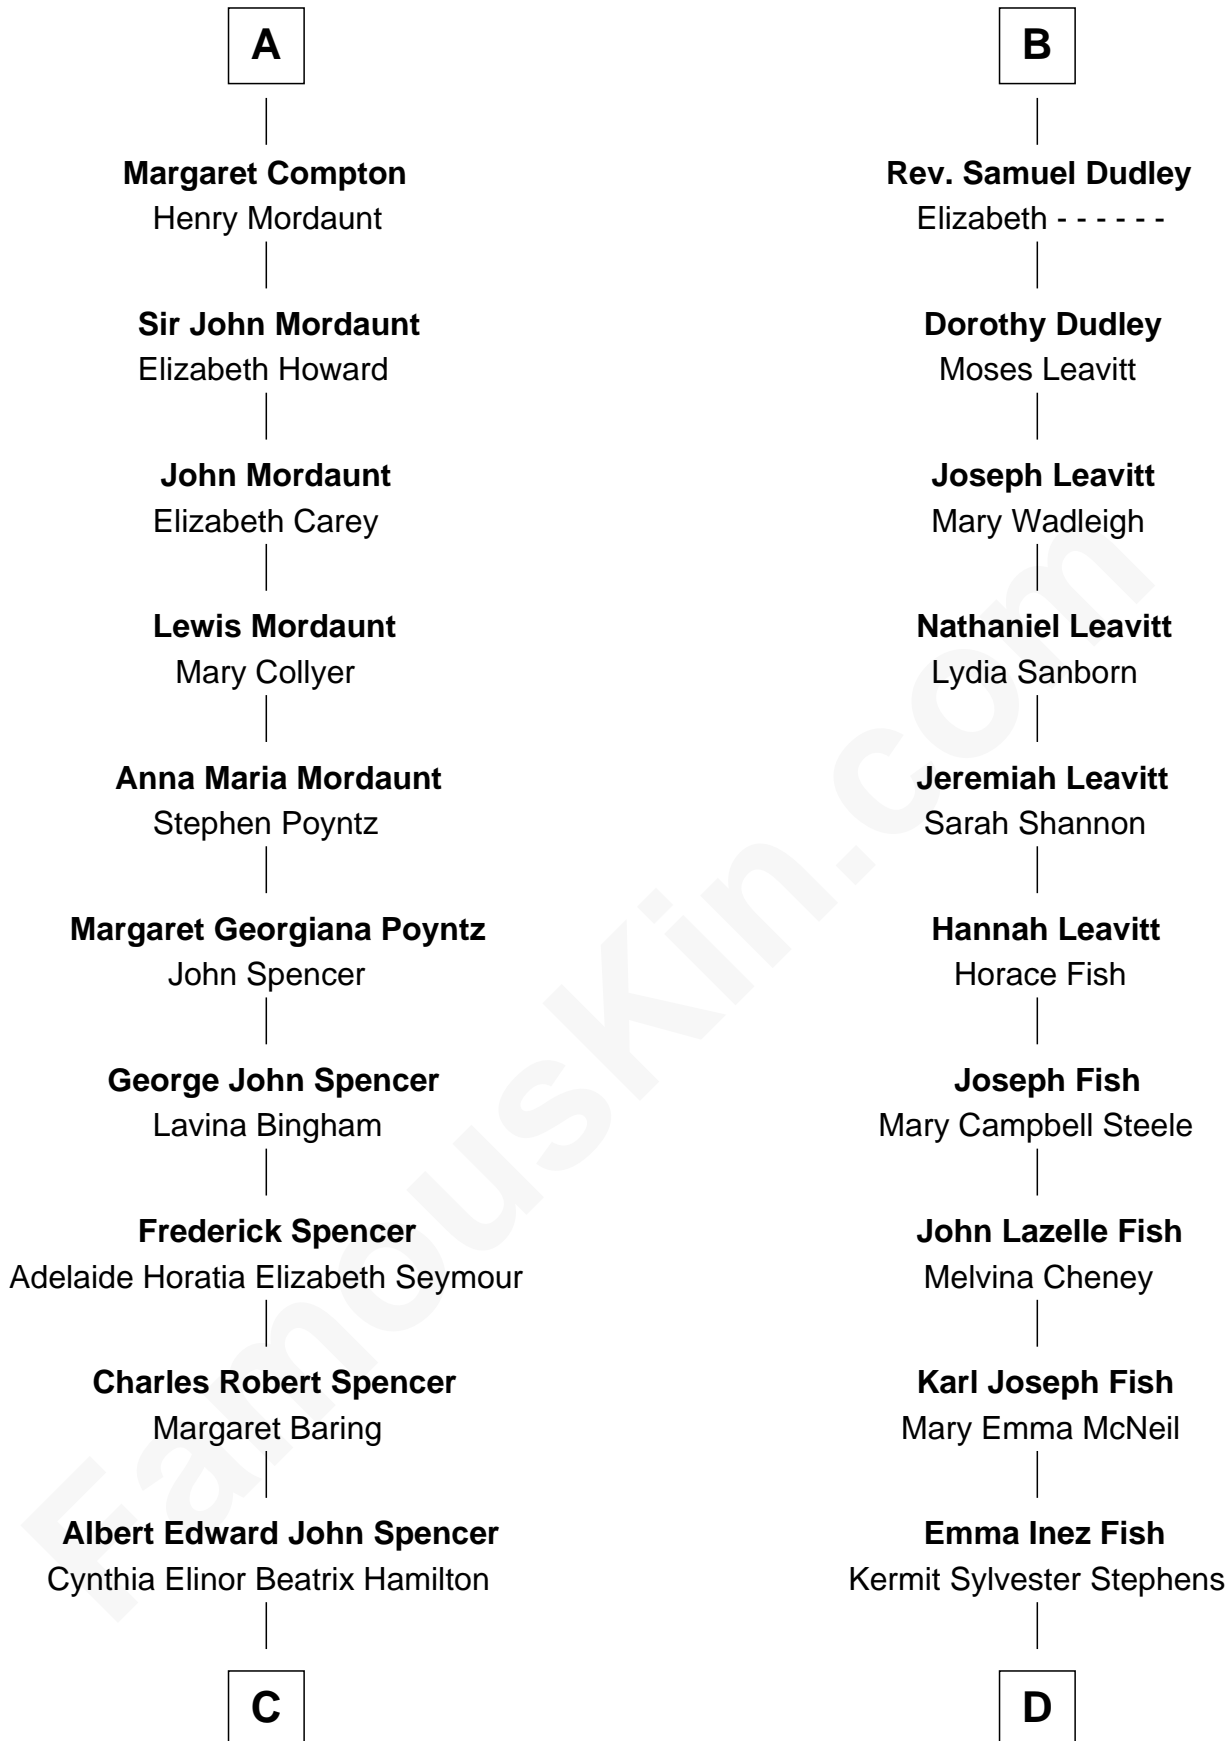 A
Margaret Compton
Henry Mordaunt
Sir John Mordaunt
Elizabeth Howard
John Mordaunt
Elizabeth Carey
Lewis Mordaunt
Mary Collyer
Anna Maria Mordaunt
Stephen Poyntz
Margaret Georgiana Poyntz
John Spencer
George John Spencer
Lavina Bingham
Frederick Spencer
Adelaide Horatia Elizabeth Seymour
Charles Robert Spencer
Margaret Baring
Albert Edward John Spencer
Cynthia Elinor Beatrix Hamilton
C
B
Rev. Samuel Dudley
Elizabeth - - - - - -
Dorothy Dudley
Moses Leavitt
Joseph Leavitt
Mary Wadleigh
Nathaniel Leavitt
Lydia Sanborn
Jeremiah Leavitt
Sarah Shannon
Hannah Leavitt
Horace Fish
Joseph Fish
Mary Campbell Steele
John Lazelle Fish
Melvina Cheney
Karl Joseph Fish
Mary Emma McNeil
Emma Inez Fish
Kermit Sylvester Stephens
D
FamousKin.com